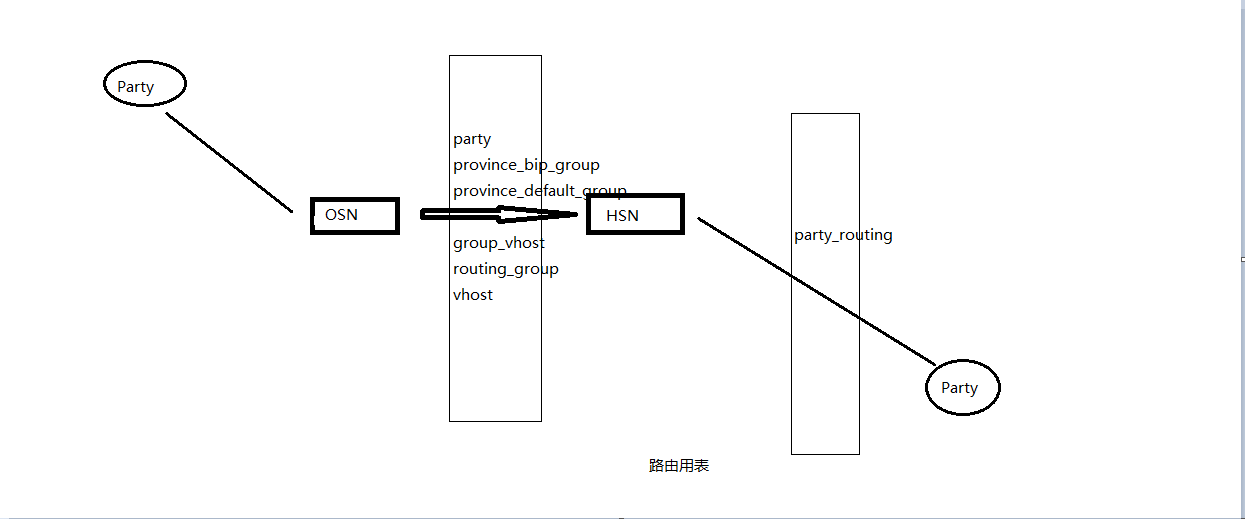 Party
party
province_bip_group
province_default_group
OSN
HSN
group_vhost
routing_group
vhost
party_routing
Party
路由用表